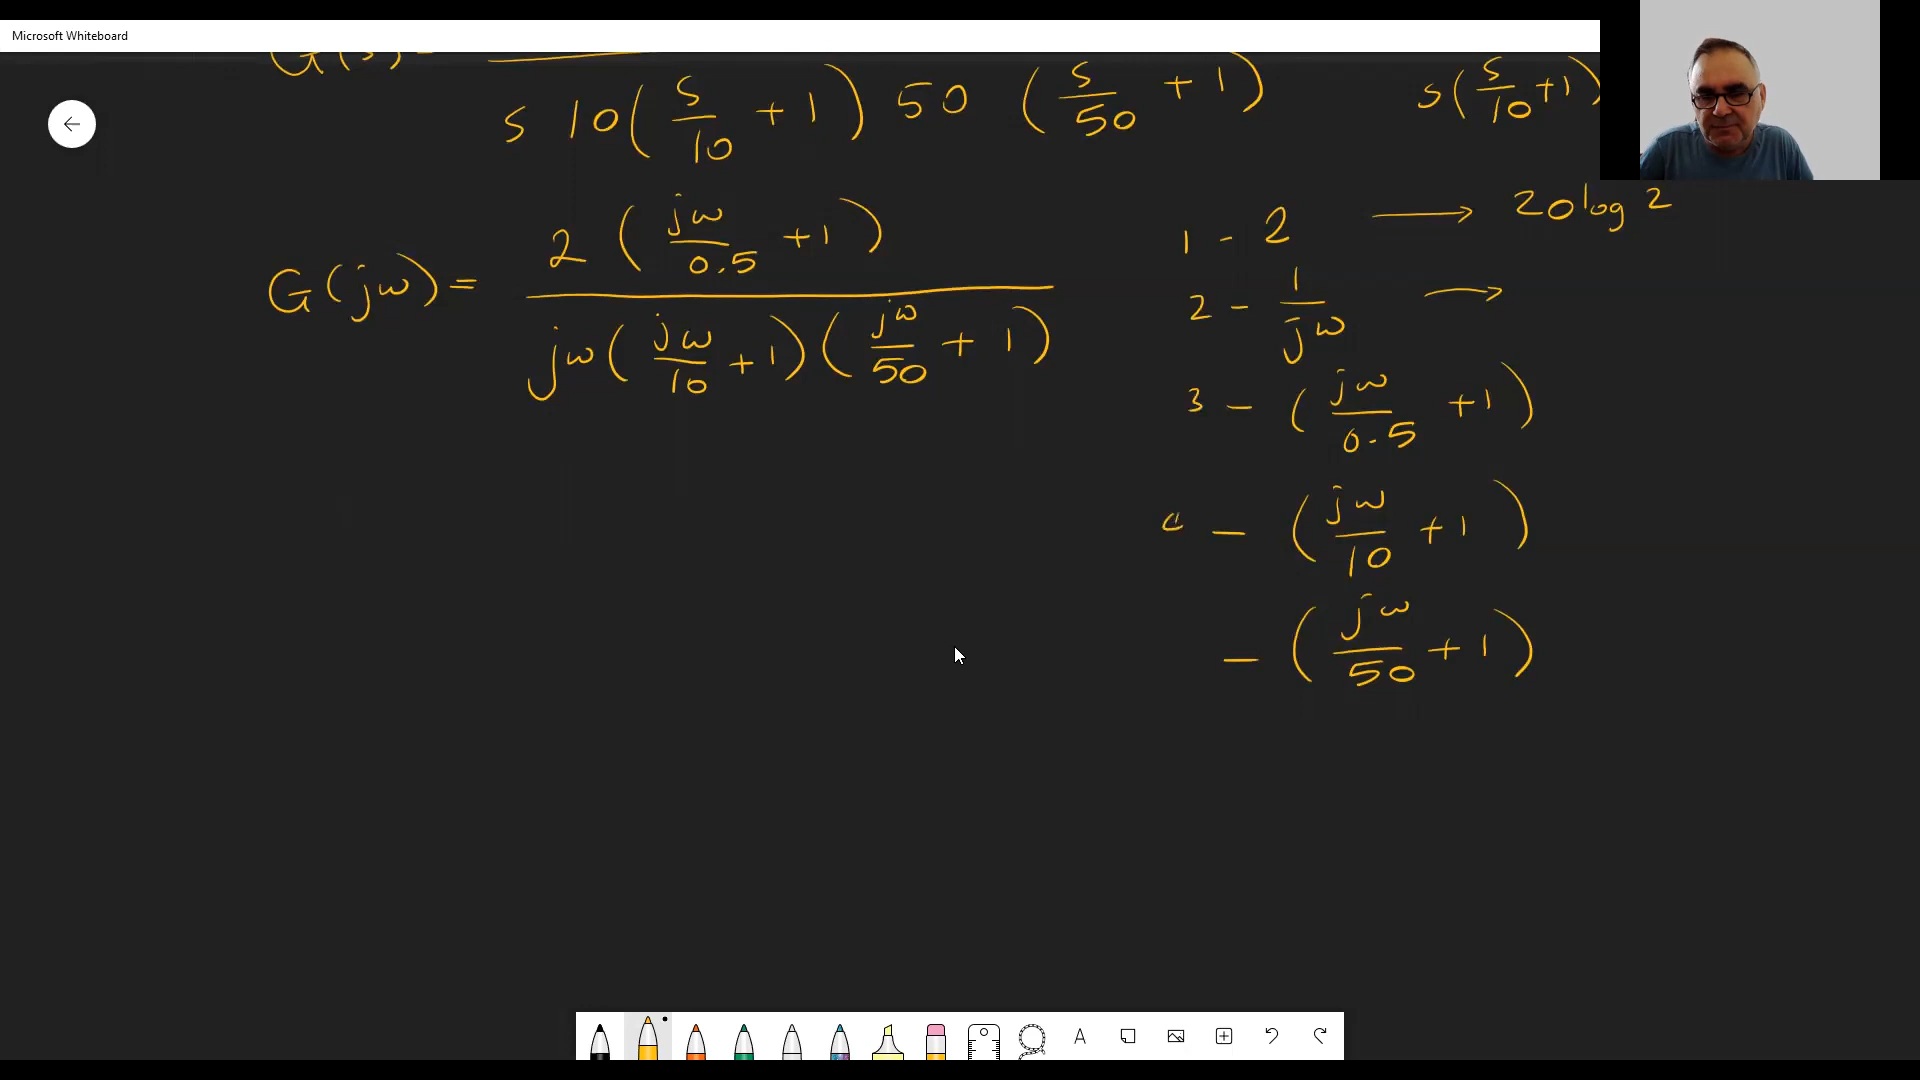 Microsoft Whiteboard
G(s) =
s 10(s/10 + 1) 50 (s/50 + 1)
s(s/10 + 1)
G(jω) = 2 (jω/0.5 + 1) / jω(jω/10 + 1)(jω/50 + 1)
1 - 2 → 20log 2
2 - 1/jω →
3 - (jω/0.5 + 1)
4 - (jω/10 + 1)
- (jω/50 + 1)
A